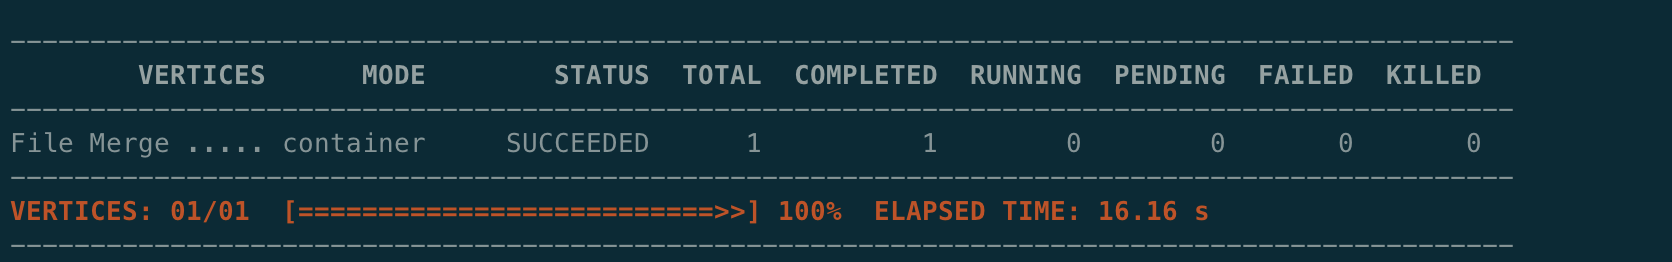 ----------------------------------------------------------------------------------------------
        VERTICES      MODE        STATUS  TOTAL  COMPLETED  RUNNING  PENDING  FAILED  KILLED
----------------------------------------------------------------------------------------------
File Merge ..... container     SUCCEEDED      1          1        0        0       0       0
----------------------------------------------------------------------------------------------
VERTICES: 01/01  [==========================>>] 100%  ELAPSED TIME: 16.16 s
----------------------------------------------------------------------------------------------